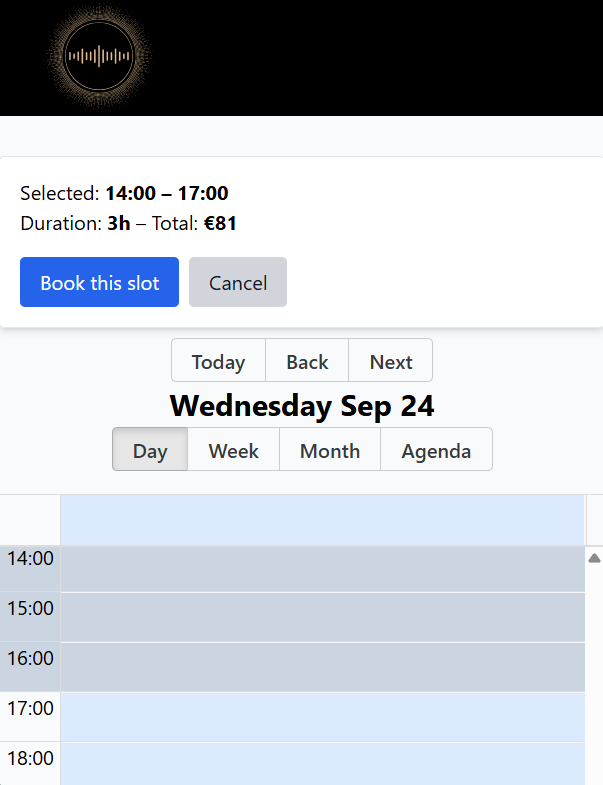 Selected: 14:00 – 17:00
Duration: 3h – Total: €81
Book this slot Cancel
Today Back Next
Wednesday Sep 24
Day Week Month Agenda
14:00
15:00
16:00
17:00
18:00